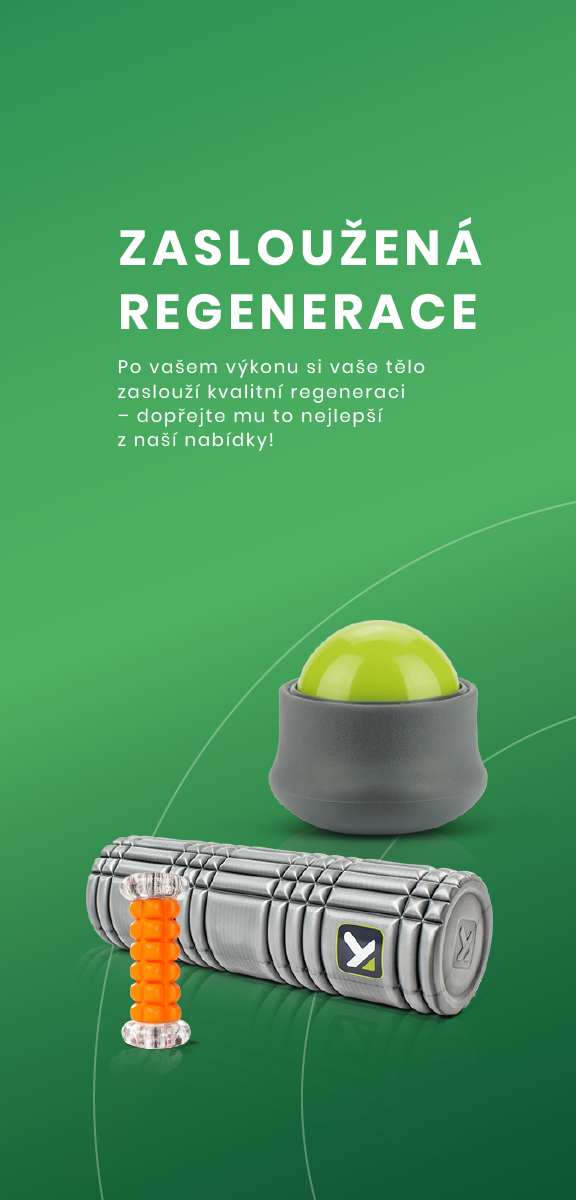 ZASLOUŽENÁ
REGENERACE
Po vašem výkonu si vaše tělo
zaslouží kvalitní regeneraci
– dopřejte mu to nejlepší
z naší nabídky!